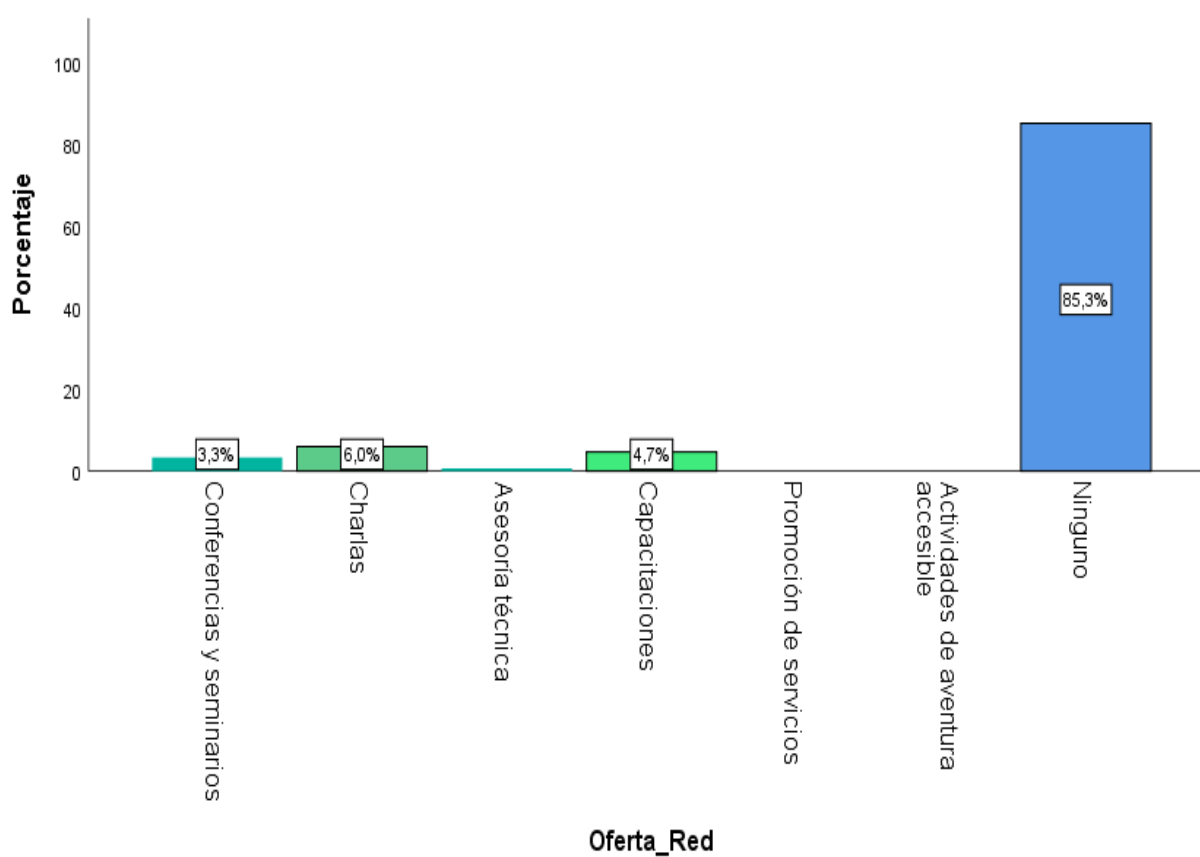 Porcentaje
100
80
60
40
20
0
3,3%
6,0%
4,7%
85,3%
Conferencias y seminarios
Charlas
Asesoría técnica
Capacitaciones
Promoción de servicios
Actividades de aventura
accesible
Ninguno
Oferta_Red